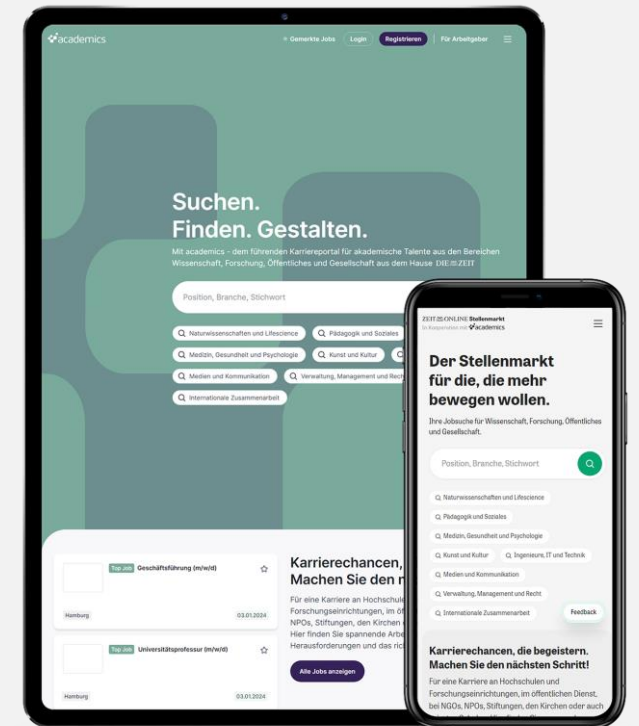 academics
Gemerkte Jobs Login Registrieren Für Arbeitgeber
Suchen.
Finden. Gestalten.
Mit academics - dem führenden Karriereportal für akademische Talente aus den Bereichen
Wissenschaft, Forschung, Öffentliches und Gesellschaft aus dem Hause DIE ZEIT
Position, Branche, Stichwort
Naturwissenschaften und Lifescience Pädagogik und Soziales
Medizin, Gesundheit und Psychologie Kunst und Kultur
Medien und Kommunikation Verwaltung, Management und Rech
Internationale Zusammenarbeit
Top Job Geschäftsführung (m/w/d)
Hamburg 03.01.2024
Top Job Universitätsprofessur (m/w/d)
Hamburg 03.01.2024
Karrierechancen,
Machen Sie den n
Für eine Karriere an Hochschule
Forschungseinrichtungen, im öf
NPOs, Stiftungen, den Kirchen
Hier finden Sie spannende Arbe
Herausforderungen und das ric
Alle Jobs anzeigen
ZEIT ONLINE Stellenmarkt
In Kooperation mit academics
Der Stellenmarkt
für die, die mehr
bewegen wollen.
Ihre Jobsuche für Wissenschaft, Forschung, Öffentliches
und Gesellschaft.
Position, Branche, Stichwort
Naturwissenschaften und Lifescience
Pädagogik und Soziales
Medizin, Gesundheit und Psychologie
Kunst und Kultur Ingenieure, IT und Technik
Medien und Kommunikation
Verwaltung, Management und Recht
Internationale Zusammenarbeit
Feedback
Karrierechancen, die begeistern.
Machen Sie den nächsten Schritt!
Für eine Karriere an Hochschulen und
Forschungseinrichtungen, im öffentlichen Dienst,
bei NGOs, NPOs, Stiftungen, den Kirchen oder auch